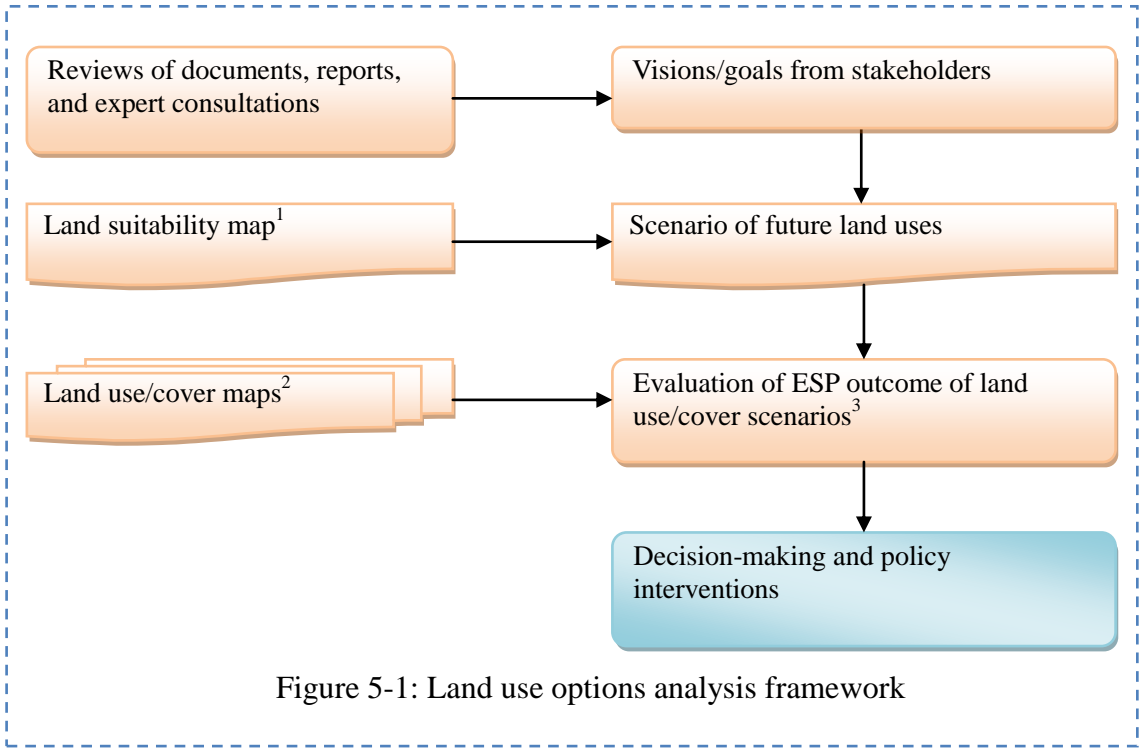 Reviews of documents, reports,
and expert consultations
Visions/goals from stakeholders
Land suitability map1
Scenario of future land uses
Land use/cover maps2
Evaluation of ESP outcome of land
use/cover scenarios3
Decision-making and policy
interventions
Figure 5-1: Land use options analysis framework